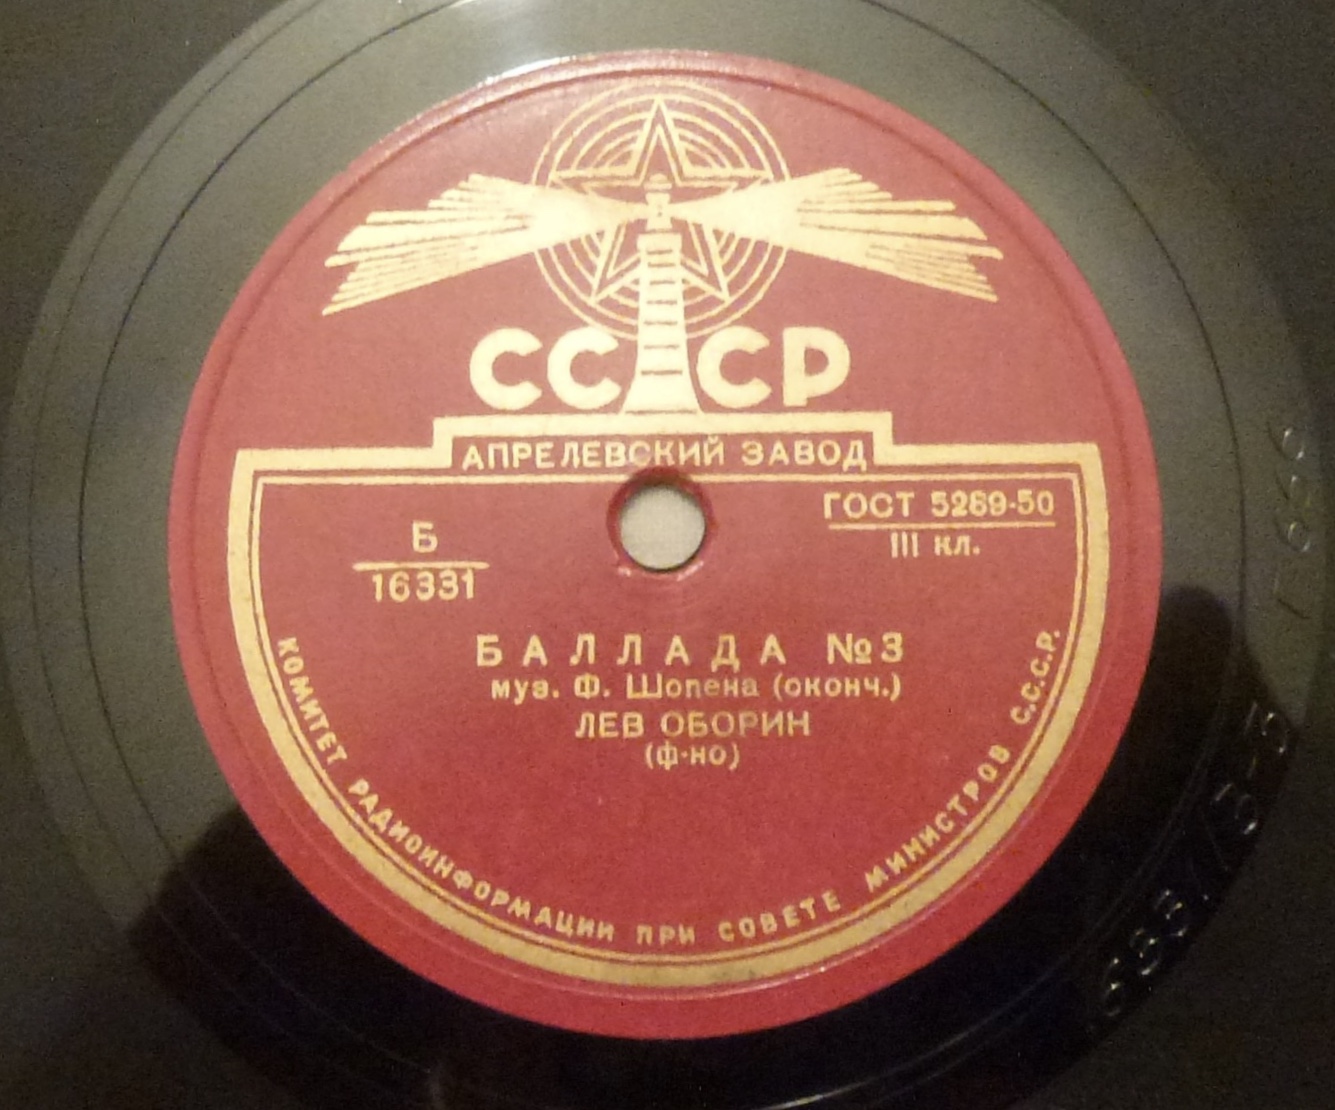 СССР
АПРЕЛЕВСКИЙ ЗАВОД
ГОСТ 5289-50
III кл.
Б
16331
БАЛЛАДА №3
муз. Ф. Шопена (оконч.)
ЛЕВ ОБОРИН
(ф-но)
КОМИТЕТ РАДИОИНФОРМАЦИИ ПРИ СОВЕТЕ МИНИСТРОВ С.С.С.Р.